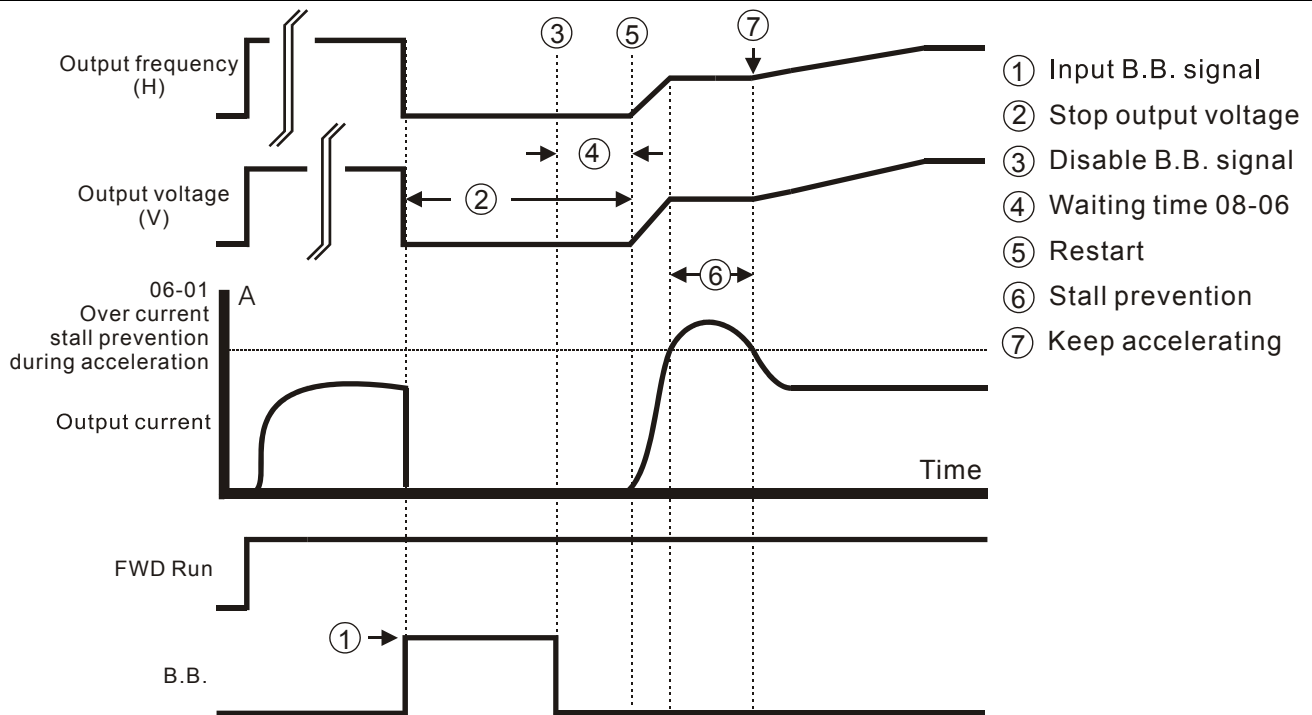 Output frequency
(H)
③
⑤
⑦
④
Output voltage
(V)
②
⑥
06-01
Over current
stall prevention
during acceleration
A
Output current
Time
FWD Run
①
B.B.
① Input B.B. signal
② Stop output voltage
③ Disable B.B. signal
④ Waiting time 08-06
⑤ Restart
⑥ Stall prevention
⑦ Keep accelerating